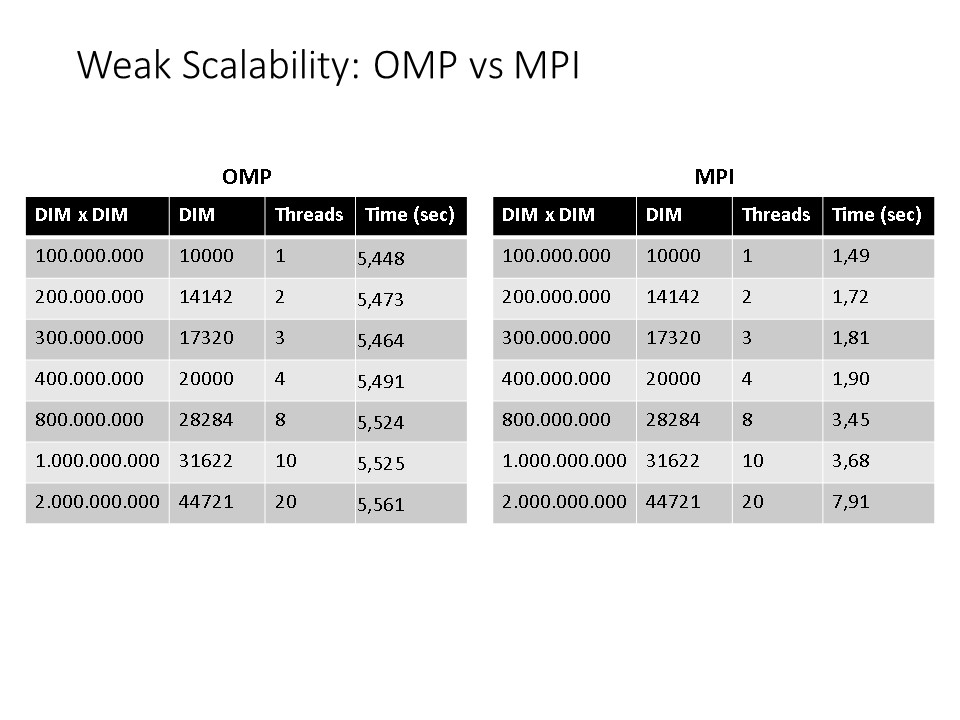 Weak Scalability: OMP vs MPI
OMP
DIM x DIM DIM Threads Time (sec)
100.000.000 10000 1 5,448
200.000.000 14142 2 5,473
300.000.000 17320 3 5,464
400.000.000 20000 4 5,491
800.000.000 28284 8 5,524
1.000.000.000 31622 10 5,525
2.000.000.000 44721 20 5,561
MPI
DIM x DIM DIM Threads Time (sec)
100.000.000 10000 1 1,49
200.000.000 14142 2 1,72
300.000.000 17320 3 1,81
400.000.000 20000 4 1,90
800.000.000 28284 8 3,45
1.000.000.000 31622 10 3,68
2.000.000.000 44721 20 7,91